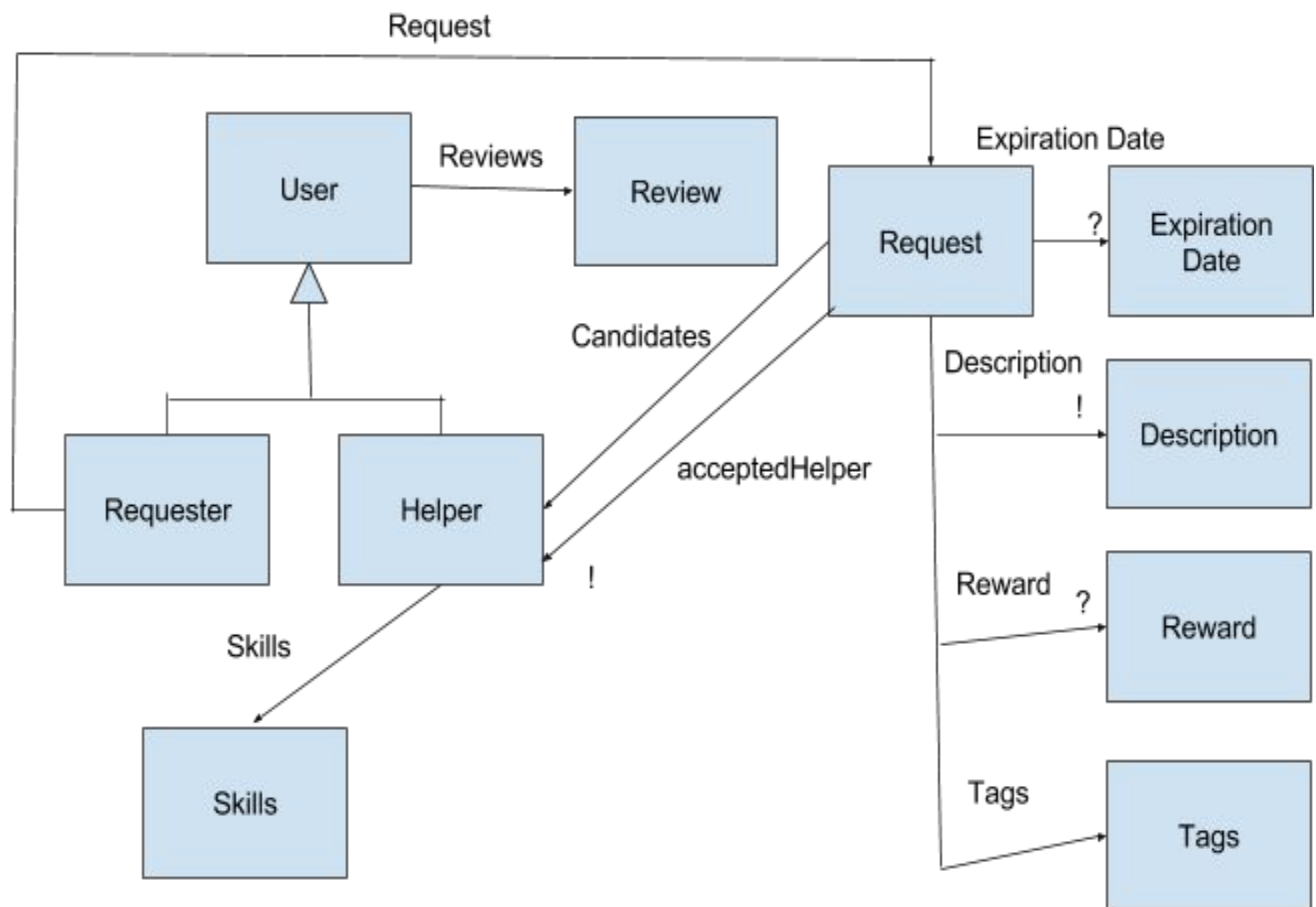 Request
User
Reviews
Review
Expiration Date
Request
?
Expiration
Date
Candidates
Description
!
Description
acceptedHelper
Requester
Helper
!
Reward
?
Reward
Skills
Skills
Tags
Tags